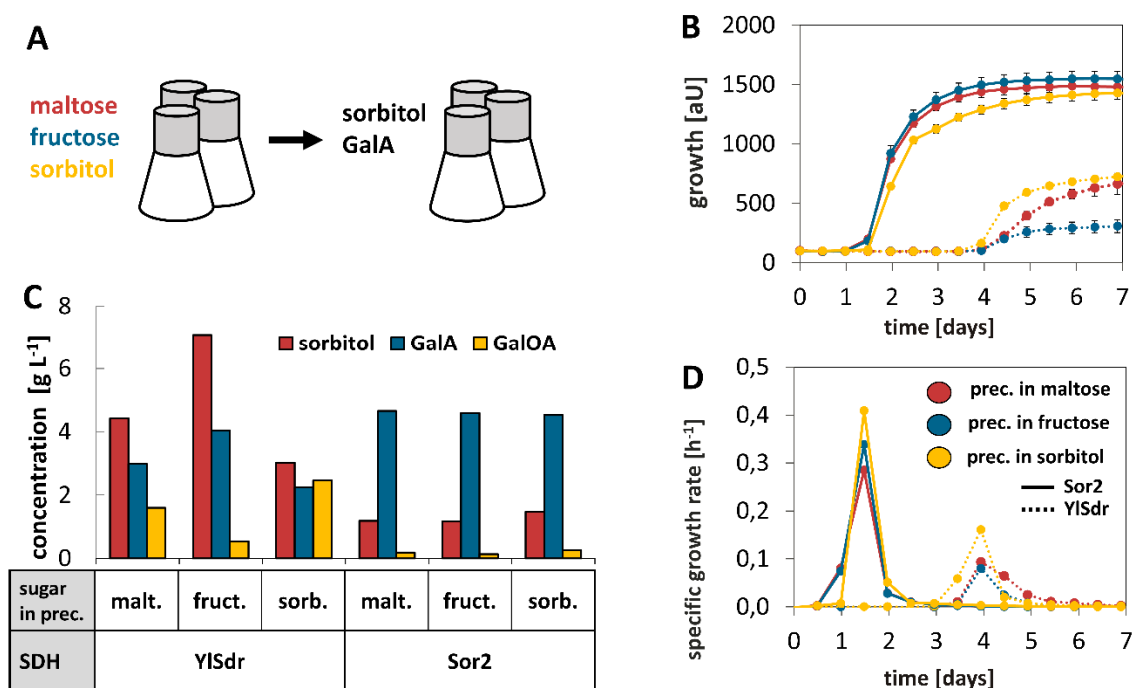 A
maltose
fructose
sorbitol
sorbitol
GalA
B
growth [aU]
2000
1500
1000
500
0
0 1 2 3 4 5 6 7
time [days]
C
concentration [g L⁻¹]
8
6
4
2
0
sorbitol GalA GalOA
sugar in prec. malt. fruct. sorb. malt. fruct. sorb.
SDH YlSdr Sor2
D
specific growth rate [h⁻¹]
0,5
0,4
0,3
0,2
0,1
0,0
prec. in maltose
prec. in fructose
prec. in sorbitol
Sor2
YlSdr
0 1 2 3 4 5 6 7
time [days]